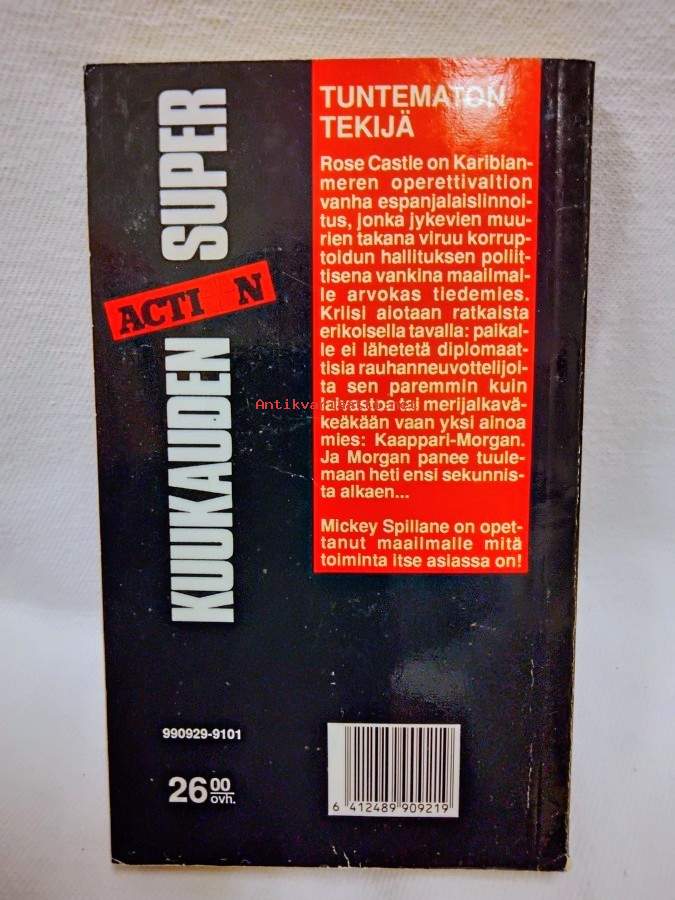 KUUKAUDEN SUPER
ACTI N
TUNTEMATON
TEKIJÄ
Rose Castle on Karibian-
meren operettivaltion
vanha espanjalaislinnoi-
tus, jonka jykevien muu-
rien takana viruu korrup-
toidun hallituksen poliit-
tisena vankina maailmal-
le arvokas tiedemies.
Kriisi aiotaan ratkaista
erikoisella tavalla: paikal-
le ei lähetetä diplomaat-
tisia rauhanneuvottelijoi-
ta sen paremmin kuin
tai merijalkavä-
keäkään vaan yksi ainoa
mies: Kaappari-Morgan.
Ja Morgan panee tuule-
maan heti ensi sekunnis-
ta alkaen...
Mickey Spillane on opet-
tanut maailmalle mitä
toiminta itse asiassa on!
990929-9101
26 00
ovh.
6 412489 909219